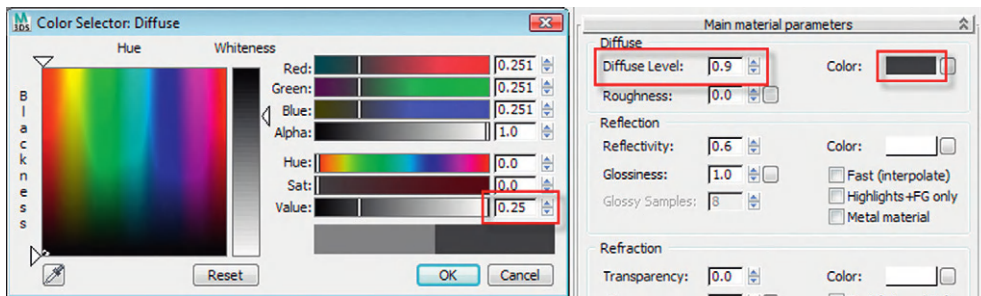 3DS Color Selector: Diffuse
Hue Whiteness
Blackness
Red: 0.251
Green: 0.251
Blue: 0.251
Alpha: 1.0
Hue: 0.0
Sat: 0.0
Value: 0.25
Reset OK Cancel
Main material parameters
Diffuse
Diffuse Level: 0.9 Color:
Roughness: 0.0
Reflection
Reflectivity: 0.6 Color:
Glossiness: 1.0 Fast (interpolate)
Highlights+FG only
Glossy Samples: 8
Metal material
Refraction
Transparency: 0.0 Color: